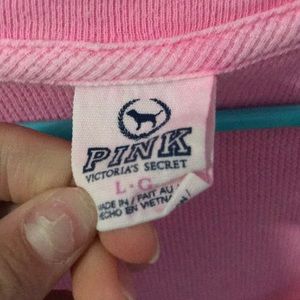 PINK
VICTORIA'S SECRET
L • G
MADE IN / FAIT AU /
HECHO EN VIETNAM